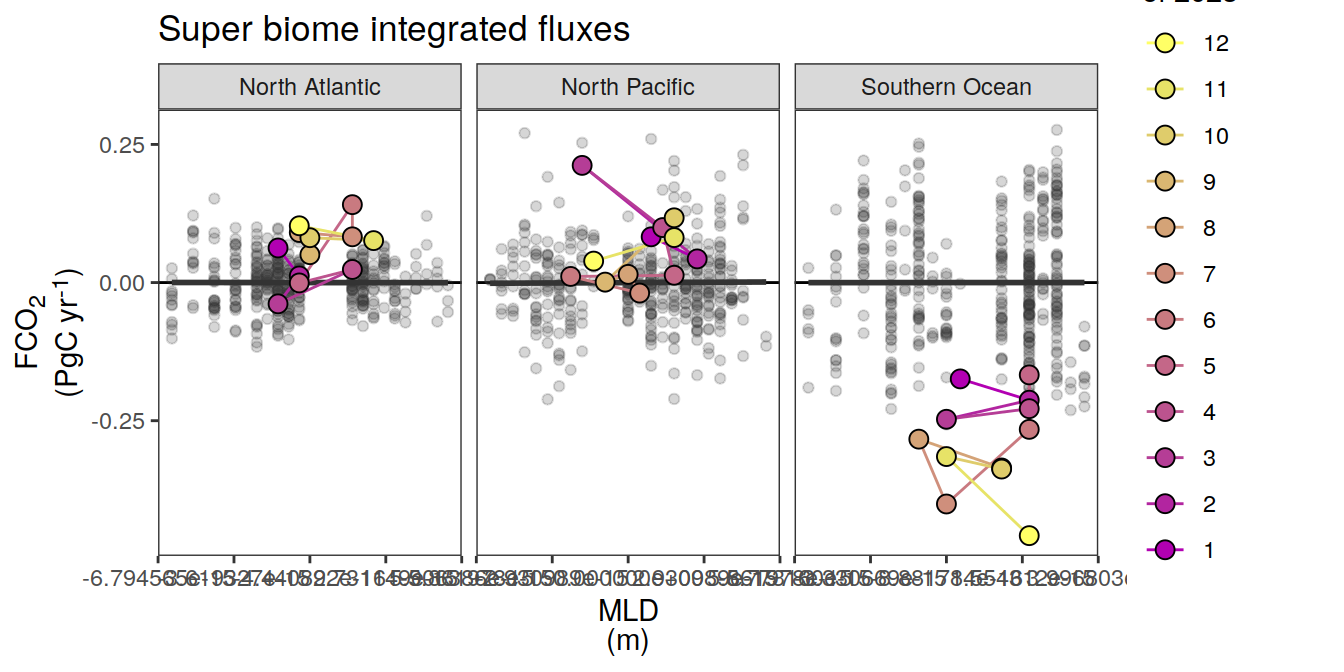 Super biome integrated fluxes
North Atlantic
North Pacific
Southern Ocean
0.25
0.00
-0.25
FCO2
(PgC yr-1)
MLD
(m)
12
11
10
9
8
7
6
5
4
3
2
1